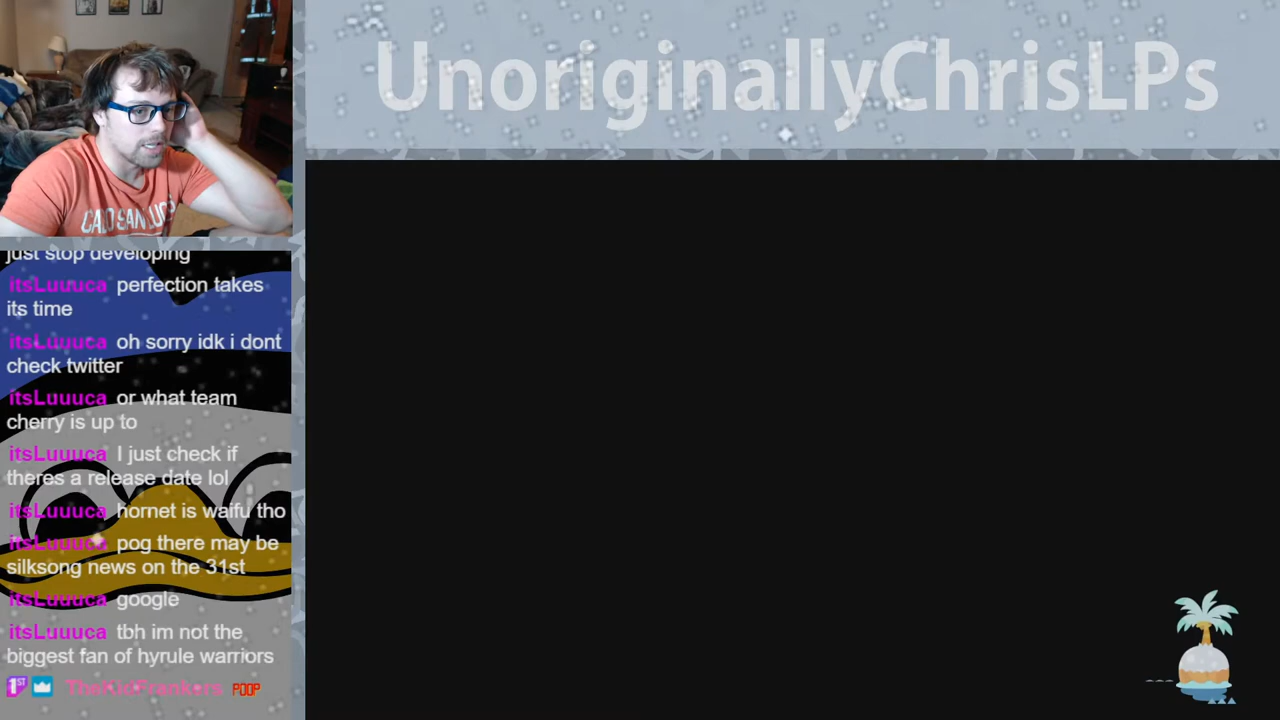 UnoriginallyChrisLPs
just stop developing
itsLuuuca perfection takes
its time
itsLuuuca oh sorry idk i dont
check twitter
itsLuuuca or what team
cherry is up to
itsLuuuca I just check if
theres a release date lol
itsLuuuca hornet is waifu tho
itsLuuuca pog there may be
silksong news on the 31st
itsLuuuca google
itsLuuuca tbh im not the
biggest fan of hyrule warriors
1ST TheKidFrankers POOP